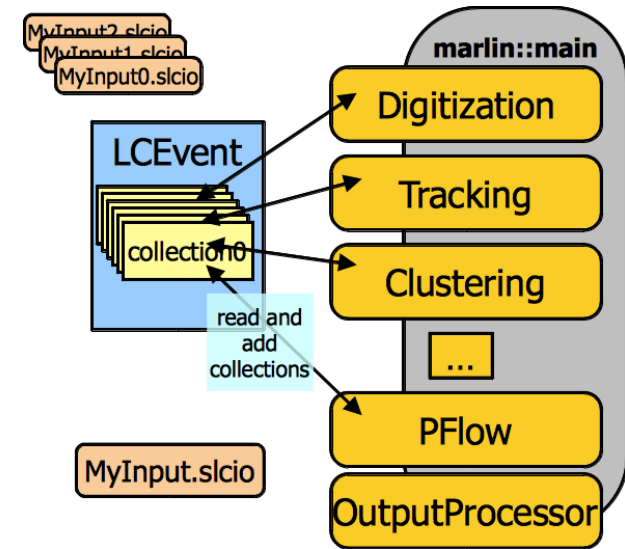 MyInput2.slcio
MyInput1.slcio
MyInput0.slcio
marlin::main
Digitization
LCEvent
Tracking
collection0
Clustering
read and
add
collections
...
PFlow
MyInput.slcio
OutputProcessor